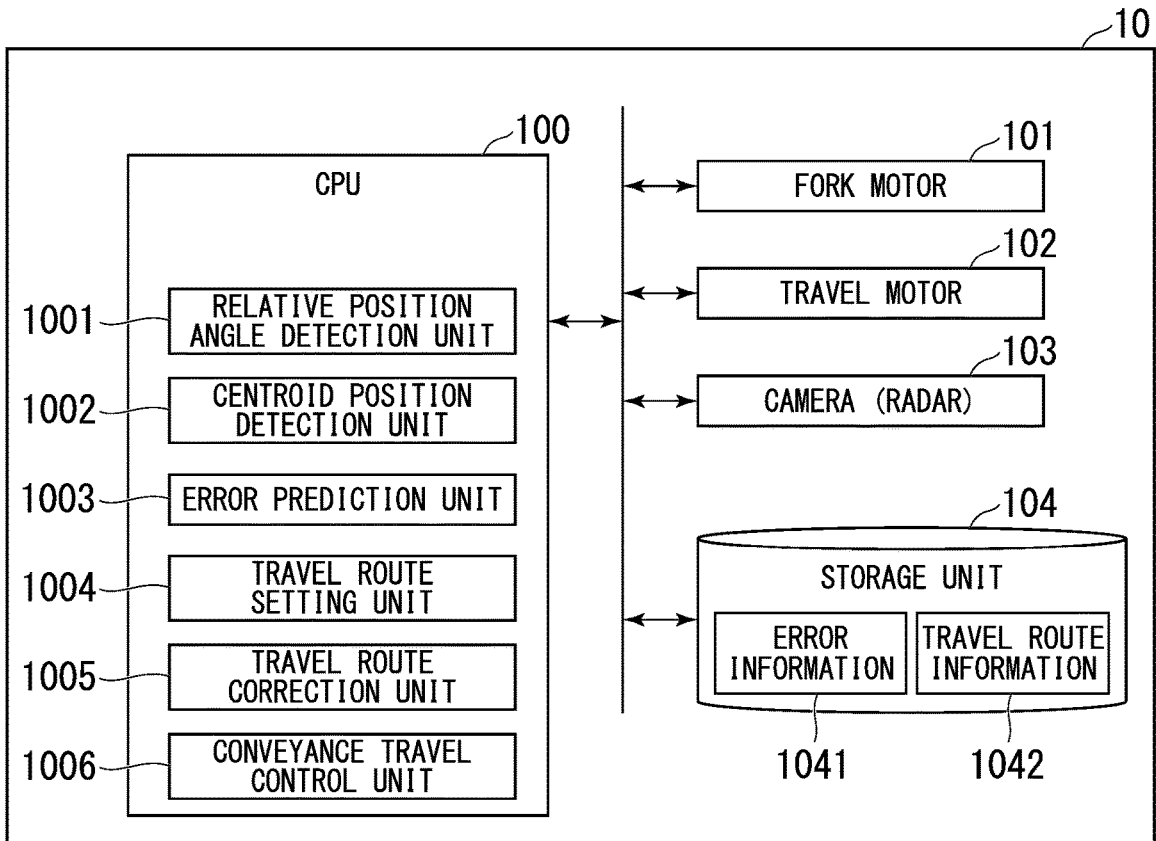 10
100
CPU
1001
RELATIVE POSITION
ANGLE DETECTION UNIT
1002
CENTROID POSITION
DETECTION UNIT
1003
ERROR PREDICTION UNIT
1004
TRAVEL ROUTE
SETTING UNIT
1005
TRAVEL ROUTE
CORRECTION UNIT
1006
CONVEYANCE TRAVEL
CONTROL UNIT
101
FORK MOTOR
102
TRAVEL MOTOR
103
CAMERA (RADAR)
104
STORAGE UNIT
ERROR
INFORMATION
TRAVEL ROUTE
INFORMATION
1041
1042